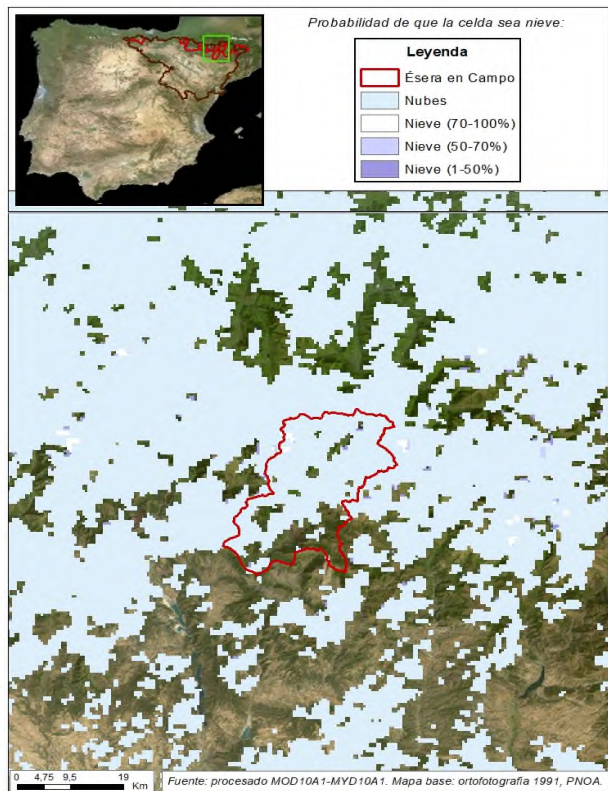 Probabilidad de que la celda sea nieve:
Leyenda
Ésera en Campo
Nubes
Nieve (70-100%)
Nieve (50-70%)
Nieve (1-50%)
0 4,75 9,5 19
Km
Fuente: procesado MOD10A1-MYD10A1. Mapa base: ortofotografía 1991, PNOA.